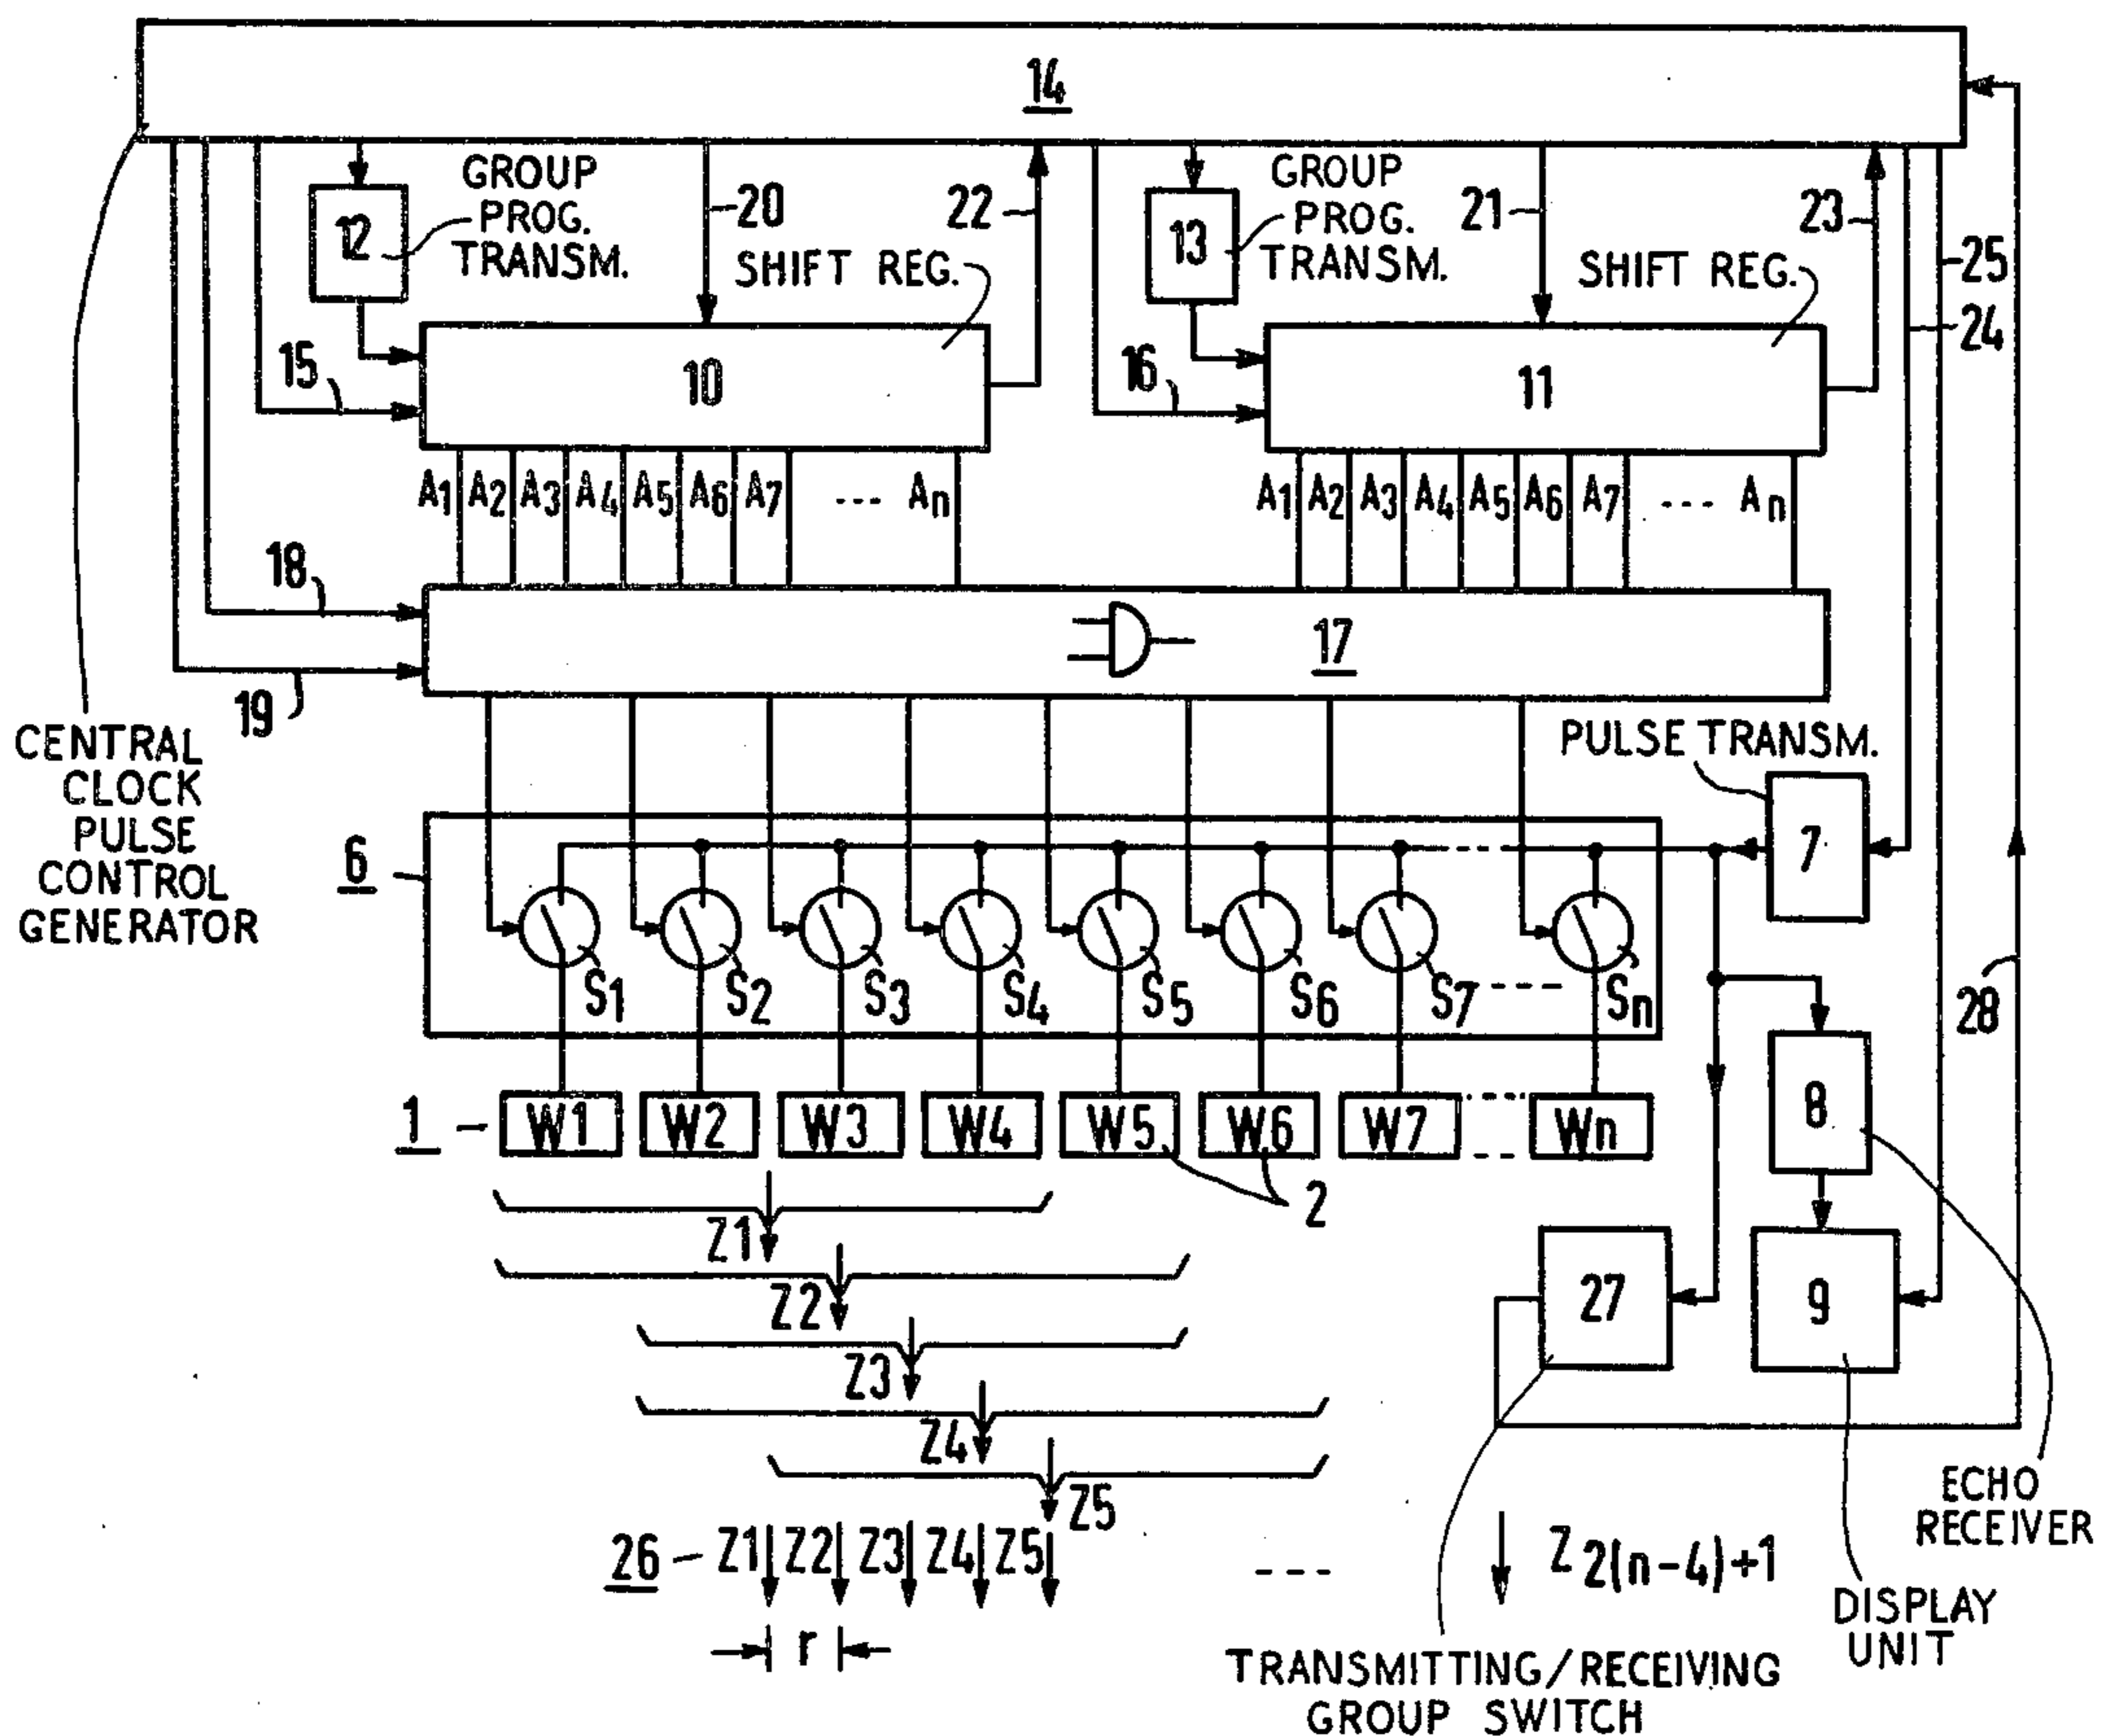 14
GROUP
PROG.
TRANSM.
12
20
22
SHIFT REG.
GROUP
PROG.
TRANSM.
13
21
23
SHIFT REG.
25
24
15
10
16
11
A1 A2 A3 A4 A5 A6 A7 --- An
A1 A2 A3 A4 A5 A6 A7 --- An
18
17
19
CENTRAL
CLOCK
PULSE
CONTROL
GENERATOR
PULSE TRANSM.
7
6
S1 S2 S3 S4 S5 S6 S7 ---- Sn
28
1
W1 W2 W3 W4 W5 W6 W7 Wn
8
2
Z1
Z2
27
9
Z3
Z4
Z5
ECHO
RECEIVER
26 Z1 Z2 Z3 Z4 Z5 --- Z2(n-4)+1
DISPLAY
UNIT
r
TRANSMITTING/RECEIVING
GROUP SWITCH